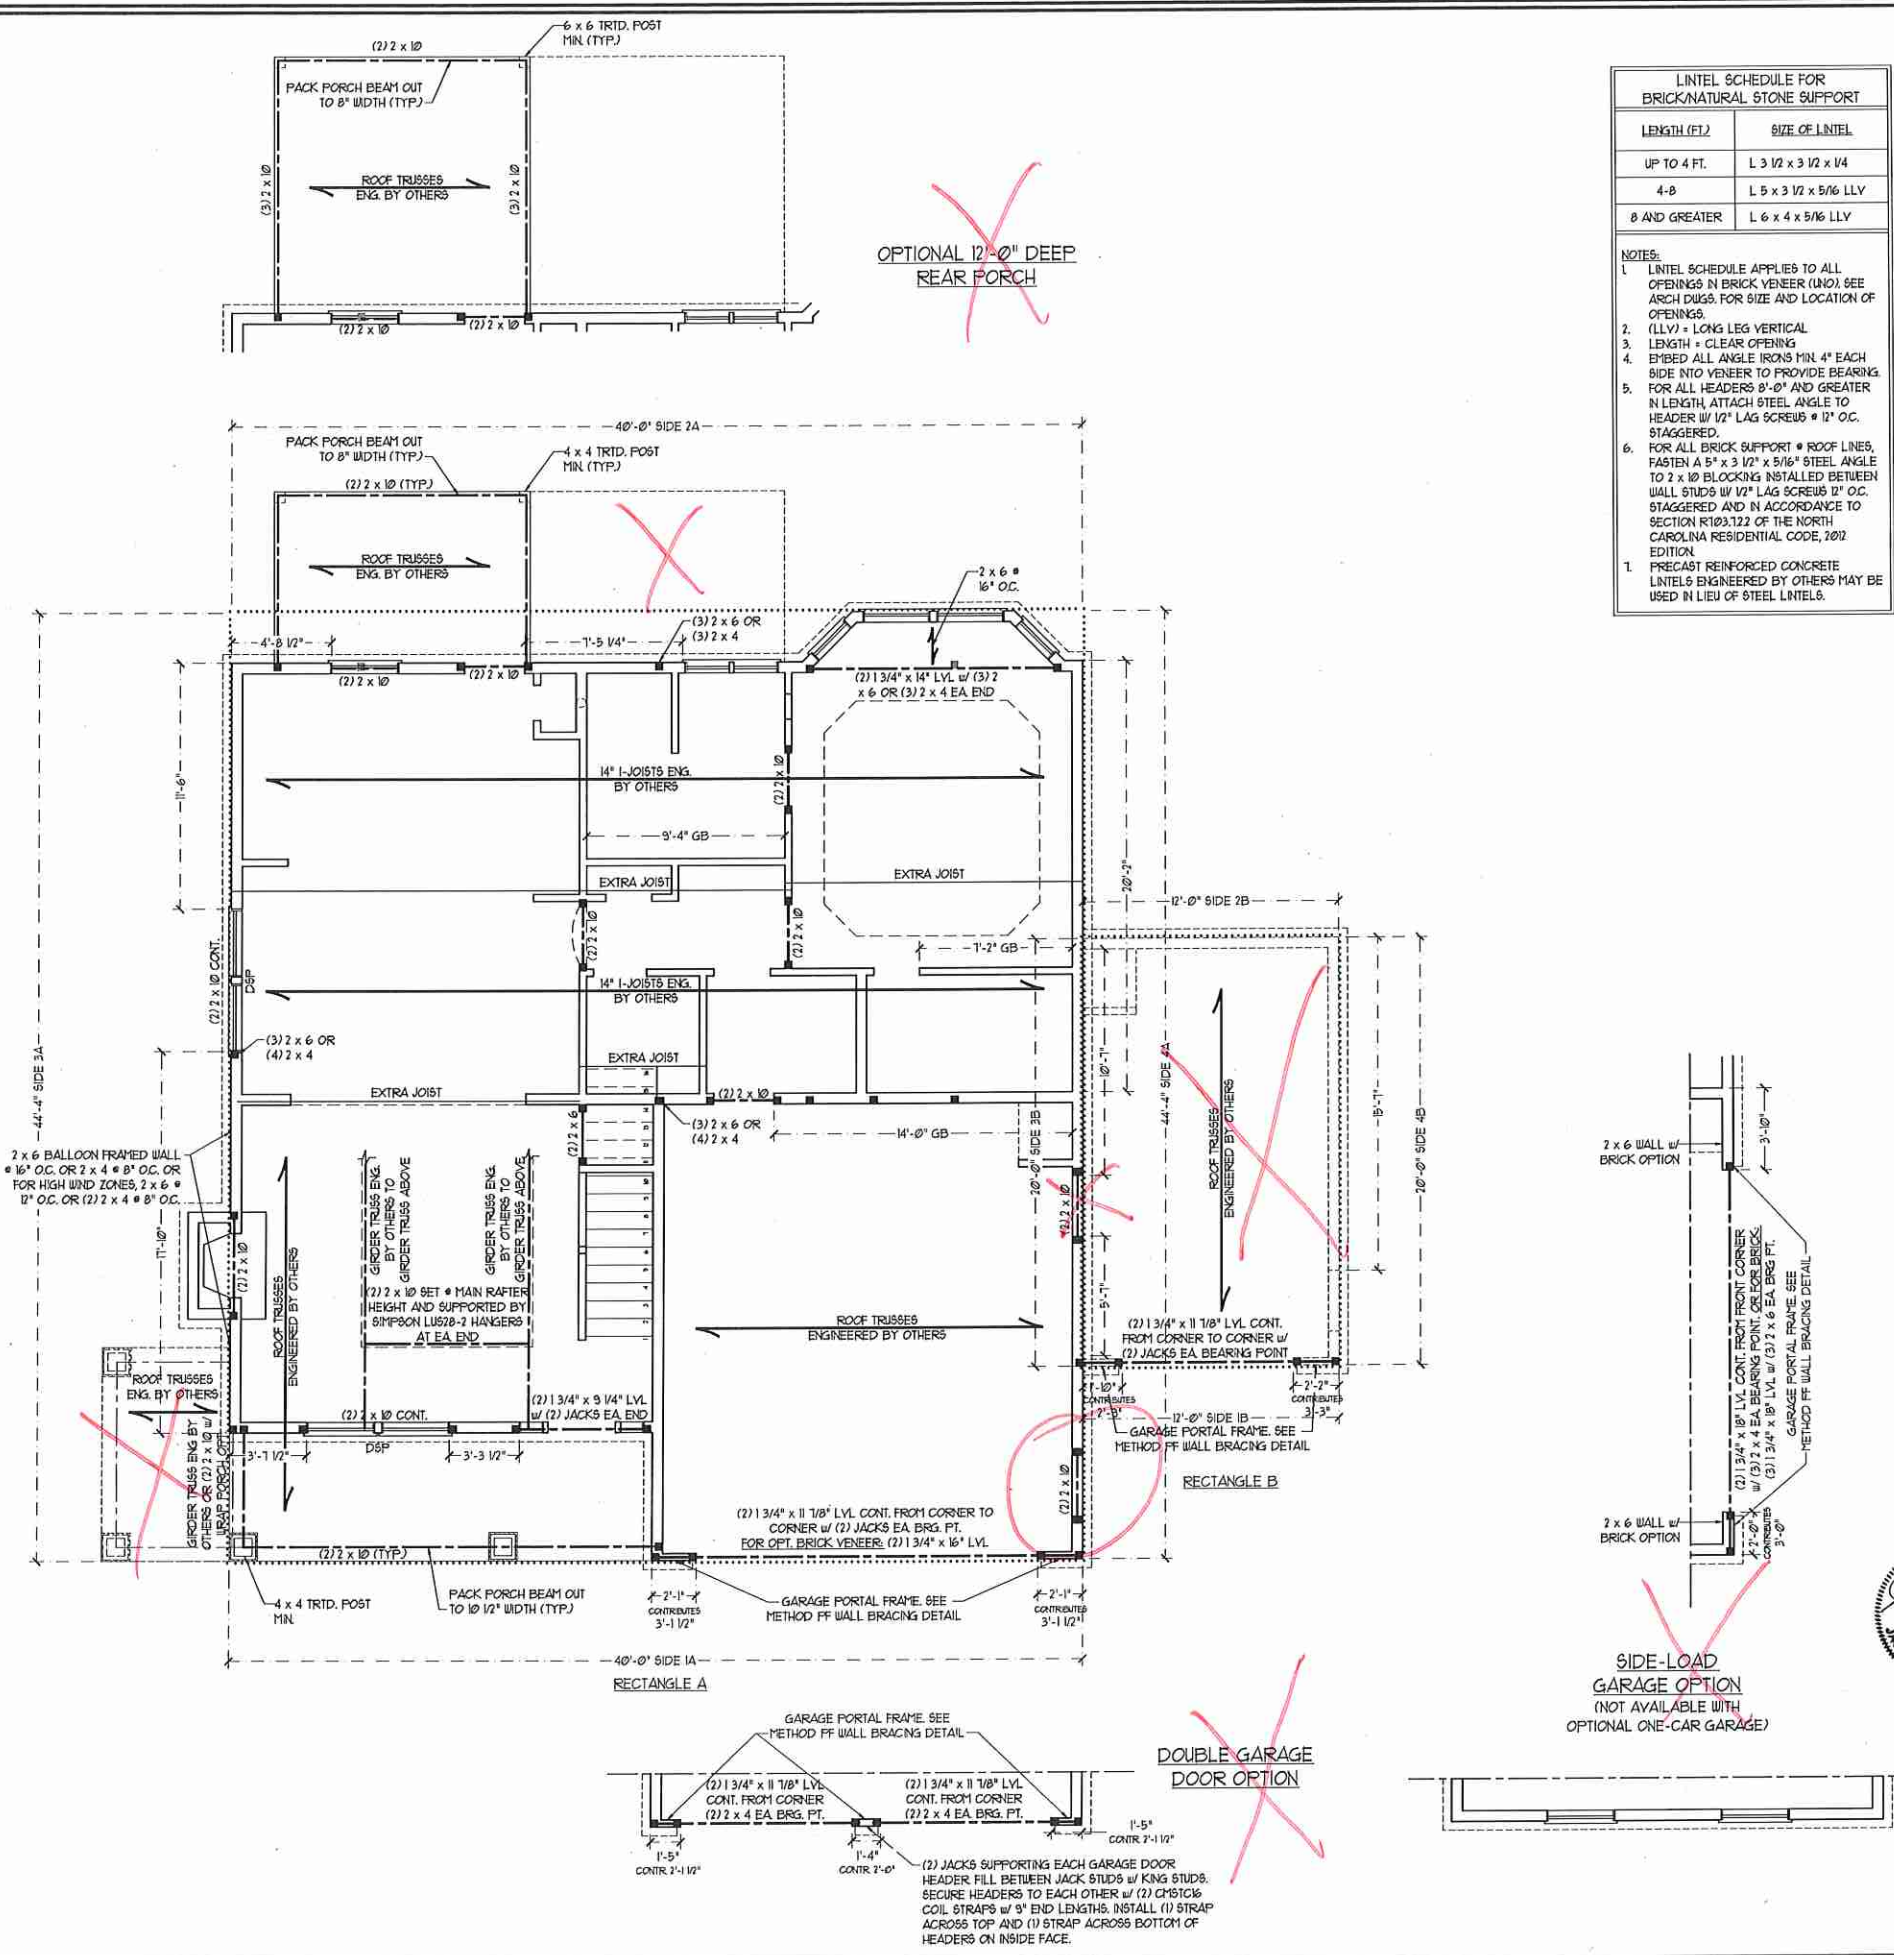 6 x 6 TRTD. POST
MIN. (TYP.)
(2) 2 x 10
PACK PORCH BEAM OUT
TO 8" WIDTH (TYP.)
(3) 2 x 10
ROOF TRUSSES
ENG. BY OTHERS
(3) 2 x 10
(2) 2 x 10
(2) 2 x 10
OPTIONAL 12'-0" DEEP
REAR PORCH
LINTEL SCHEDULE FOR
BRICK/NATURAL STONE SUPPORT
LENGTH (FT.) SIZE OF LINTEL
UP TO 4 FT. L 3 1/2 x 3 1/2 x 1/4
4-8 L 5 x 3 1/2 x 5/16 LLV
8 AND GREATER L 6 x 4 x 5/16 LLV
NOTES:
1. LINTEL SCHEDULE APPLIES TO ALL
OPENINGS IN BRICK VENEER (UNO). SEE
ARCH DWGS. FOR SIZE AND LOCATION OF
OPENINGS.
2. (LLV) = LONG LEG VERTICAL
3. LENGTH = CLEAR OPENING
4. EMBED ALL ANGLE IRONS MIN. 4" EACH
SIDE INTO VENEER TO PROVIDE BEARING.
5. FOR ALL HEADERS 8'-0" AND GREATER
IN LENGTH, ATTACH STEEL ANGLE TO
HEADER W/ 1/2" LAG SCREWS @ 12" O.C.
STAGGERED.
6. FOR ALL BRICK SUPPORT @ ROOF LINES,
FASTEN A 5" x 3 1/2" x 5/16" STEEL ANGLE
TO 2 x 10 BLOCKING INSTALLED BETWEEN
WALL STUDS W/ 1/2" LAG SCREWS 12" O.C.
STAGGERED AND IN ACCORDANCE TO
SECTION R703.7.2.2 OF THE NORTH
CAROLINA RESIDENTIAL CODE, 2012
EDITION.
7. PRECAST REINFORCED CONCRETE
LINTELS ENGINEERED BY OTHERS MAY BE
USED IN LIEU OF STEEL LINTELS.
40'-0" SIDE 2A
PACK PORCH BEAM OUT
TO 8" WIDTH (TYP.)
4 x 4 TRTD. POST
MIN. (TYP.)
(2) 2 x 10 (TYP.)
ROOF TRUSSES
ENG. BY OTHERS
2 x 6 @
16" O.C.
4'-8 1/2"
7'-5 1/4"
(3) 2 x 6 OR
(3) 2 x 4
(2) 2 x 10
(2) 2 x 10
(2) 1 3/4" x 14" LVL w/ (3) 2
x 6 OR (3) 2 x 4 EA. END
11'-6"
14" I-JOISTS ENG.
BY OTHERS
(2) 2 x 10
9'-4" GB
EXTRA JOIST
EXTRA JOIST
20'-2"
12'-0" SIDE 2B
(2) 2 x 10
(2) 2 x 10
7'-2" GB
(2) 2 x 10 CONT.
DSP
14" I-JOISTS ENG.
BY OTHERS
(3) 2 x 6 OR
(4) 2 x 4
EXTRA JOIST
EXTRA JOIST
44'-4" SIDE 3A
44'-4" SIDE 4A
10'-7"
15'-7"
20'-0" SIDE 3B
20'-0" SIDE 4B
(2) 2 x 10
(3) 2 x 6 OR
(4) 2 x 4
14'-0" GB
(2) 2 x 6
2 x 6 BALLOON FRAMED WALL
@ 16" O.C. OR 2 x 4 @ 8" O.C. OR
FOR HIGH WIND ZONES, 2 x 6 @
12" O.C. OR (2) 2 x 4 @ 8" O.C.
17'-10"
(2) 2 x 10
ROOF TRUSSES
ENGINEERED BY OTHERS
GIRDER TRUSS ENG.
BY OTHERS TO
GIRDER TRUSS ABOVE
GIRDER TRUSS ENG.
BY OTHERS TO
GIRDER TRUSS ABOVE
(2) 2 x 10 SET @ MAIN RAFTER
HEIGHT AND SUPPORTED BY
SIMPSON LUS28-2 HANGERS
AT EA. END
ROOF TRUSSES
ENGINEERED BY OTHERS
(2) 2 x 10
5'-7"
ROOF TRUSSES
ENGINEERED BY OTHERS
(2) 1 3/4" x 11 7/8" LVL CONT.
FROM CORNER TO CORNER w/
(2) JACKS EA. BEARING POINT
1'-10"
CONTRIBUTES
2'-9"
2'-2"
CONTRIBUTES
3'-3"
12'-0" SIDE 1B
GARAGE PORTAL FRAME. SEE
METHOD PF WALL BRACING DETAIL
RECTANGLE B
ROOF TRUSSES
ENG. BY OTHERS
GIRDER TRUSS ENG BY
OTHERS OR (2) 2 x 10 w/
WRAP PORCH OPT.
(2) 2 x 10 CONT.
DSP
3'-7 1/2"
3'-3 1/2"
(2) 1 3/4" x 9 1/4" LVL
w/ (2) JACKS EA. END
(2) 2 x 10
(2) 1 3/4" x 11 7/8" LVL CONT. FROM CORNER TO
CORNER w/ (2) JACKS EA. BRG. PT.
FOR OPT. BRICK VENEER: (2) 1 3/4" x 16" LVL
(2) 2 x 10 (TYP.)
4 x 4 TRTD. POST
MIN.
PACK PORCH BEAM OUT
TO 10 1/2" WIDTH (TYP.)
2'-1"
CONTRIBUTES
3'-1 1/2"
GARAGE PORTAL FRAME. SEE
METHOD PF WALL BRACING DETAIL
2'-1"
CONTRIBUTES
3'-1 1/2"
40'-0" SIDE 1A
RECTANGLE A
2 x 6 WALL w/
BRICK OPTION
3'-10"
(2) 1 3/4" x 18" LVL CONT. FROM FRONT CORNER
w/ (3) 2 x 4 EA. BEARING POINT. OR FOR BRICK:
(3) 1 3/4" x 18" LVL w/ (3) 2 x 6 EA. BRG PT.
GARAGE PORTAL FRAME. SEE
METHOD PF WALL BRACING DETAIL
2 x 6 WALL w/
BRICK OPTION
2'-0"
CONTRIBUTES
3'-0"
SIDE-LOAD
GARAGE OPTION
(NOT AVAILABLE WITH
OPTIONAL ONE-CAR GARAGE)
GARAGE PORTAL FRAME. SEE
METHOD PF WALL BRACING DETAIL
DOUBLE GARAGE
DOOR OPTION
(2) 1 3/4" x 11 7/8" LVL
CONT. FROM CORNER
(2) 2 x 4 EA. BRG. PT.
(2) 1 3/4" x 11 7/8" LVL
CONT. FROM CORNER
(2) 2 x 4 EA. BRG. PT.
1'-5"
CONTR. 2'-1 1/2"
1'-4"
CONTR. 2'-0"
1'-5"
CONTR. 2'-1 1/2"
(2) JACKS SUPPORTING EACH GARAGE DOOR
HEADER. FILL BETWEEN JACK STUDS w/ KING STUDS.
SECURE HEADERS TO EACH OTHER w/ (2) CMSTC16
COIL STRAPS w/ 9" END LENGTHS. INSTALL (1) STRAP
ACROSS TOP AND (1) STRAP ACROSS BOTTOM OF
HEADERS ON INSIDE FACE.